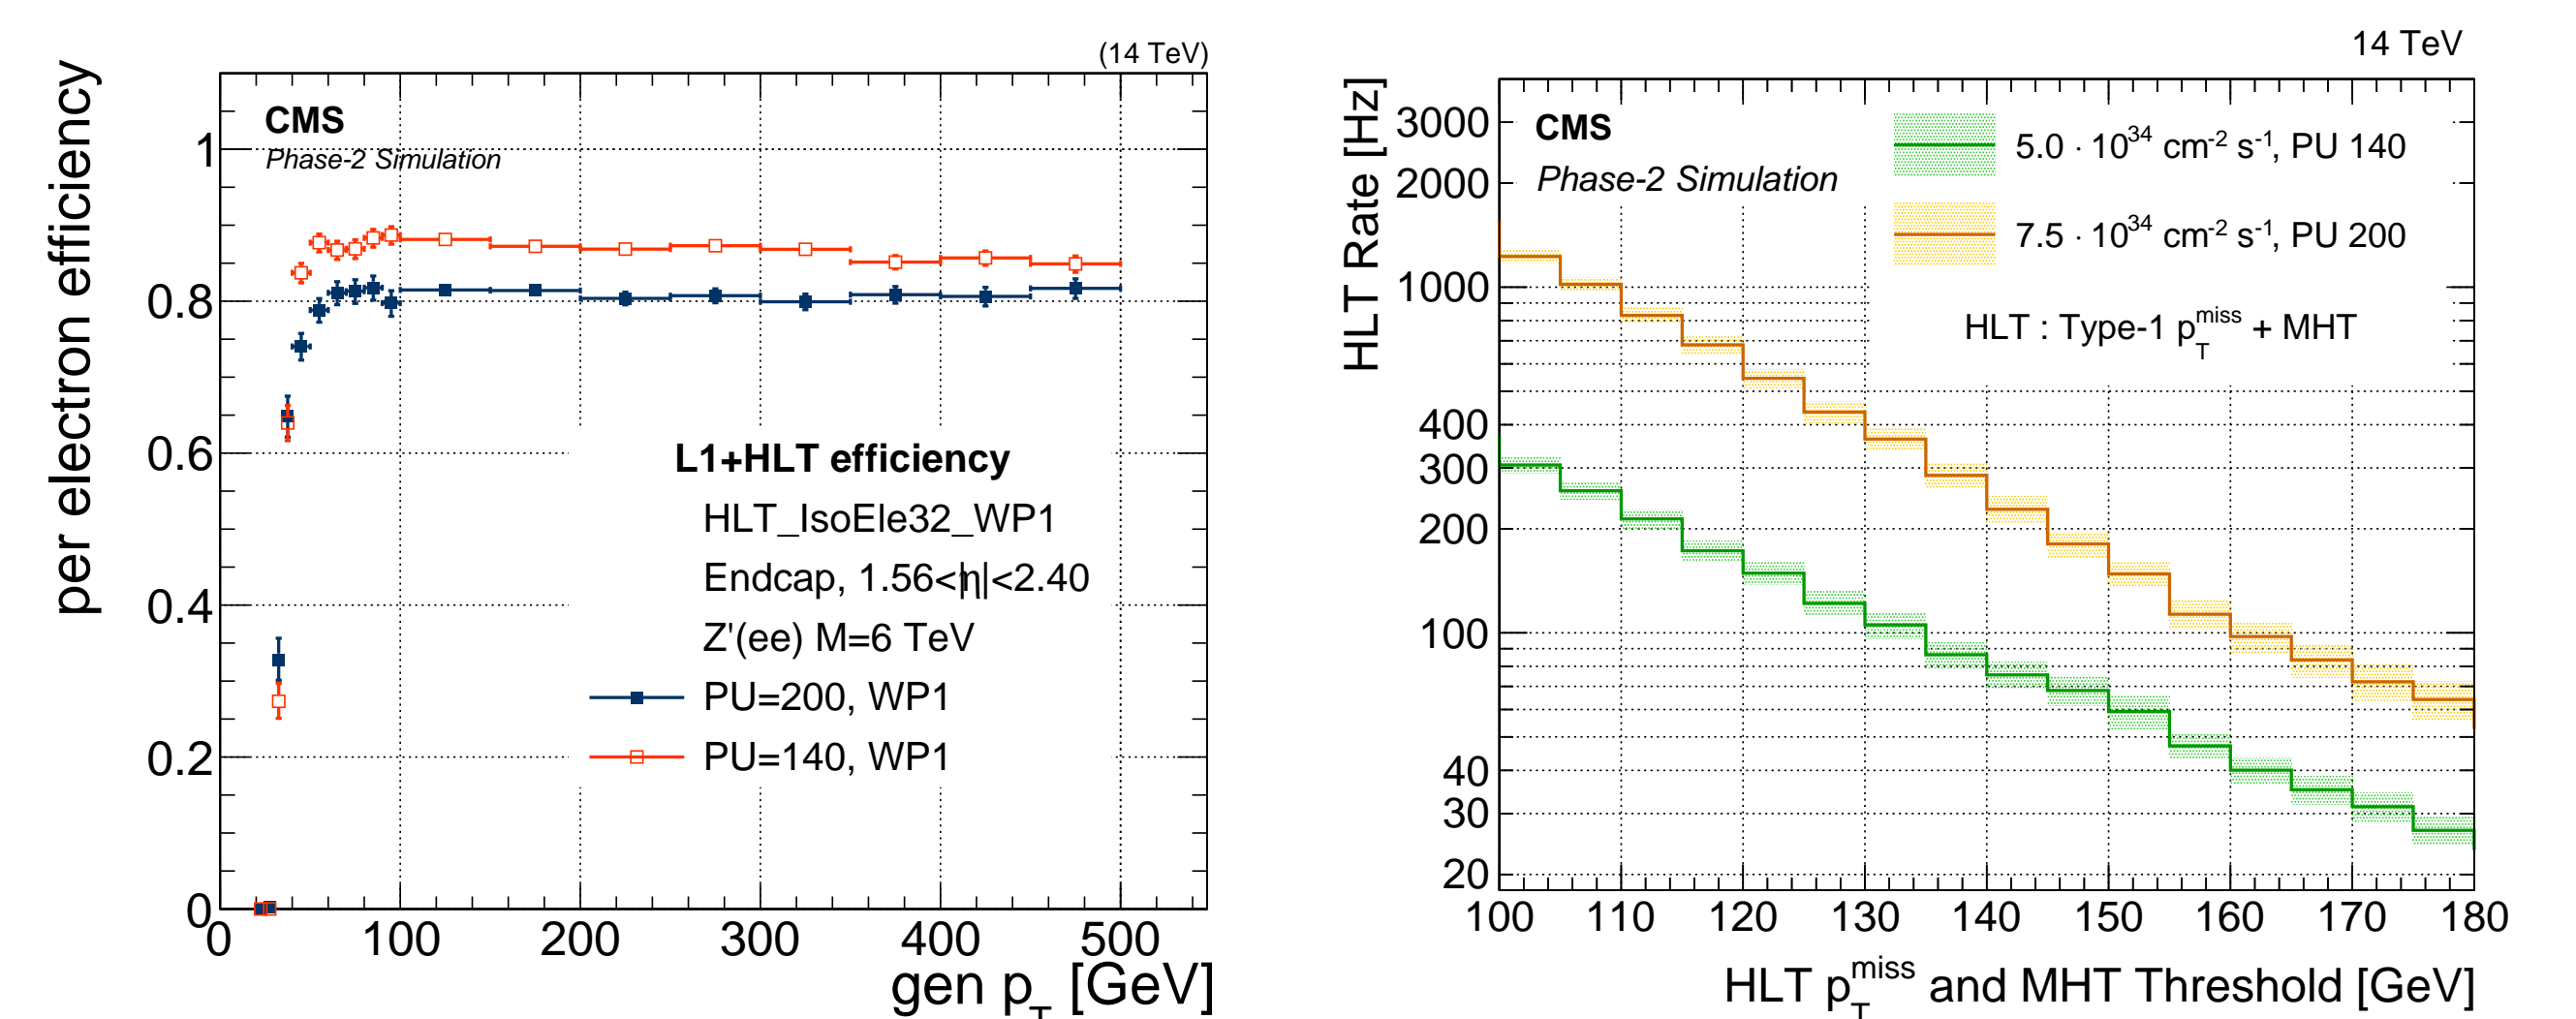 (14 TeV)
CMS
Phase-2 Simulation
per electron efficiency
1
0.8
0.6
0.4
0.2
0
L1+HLT efficiency
HLT_IsoEle32_WP1
Endcap, 1.56<|η|<2.40
Z'(ee) M=6 TeV
PU=200, WP1
PU=140, WP1
0 100 200 300 400 500
gen p_T [GeV]
14 TeV
HLT Rate [Hz]
CMS
Phase-2 Simulation
5.0 · 10^34 cm^-2 s^-1, PU 140
7.5 · 10^34 cm^-2 s^-1, PU 200
HLT : Type-1 p_T^miss + MHT
3000
2000
1000
400
300
200
100
40
30
20
100 110 120 130 140 150 160 170 180
HLT p_T^miss and MHT Threshold [GeV]